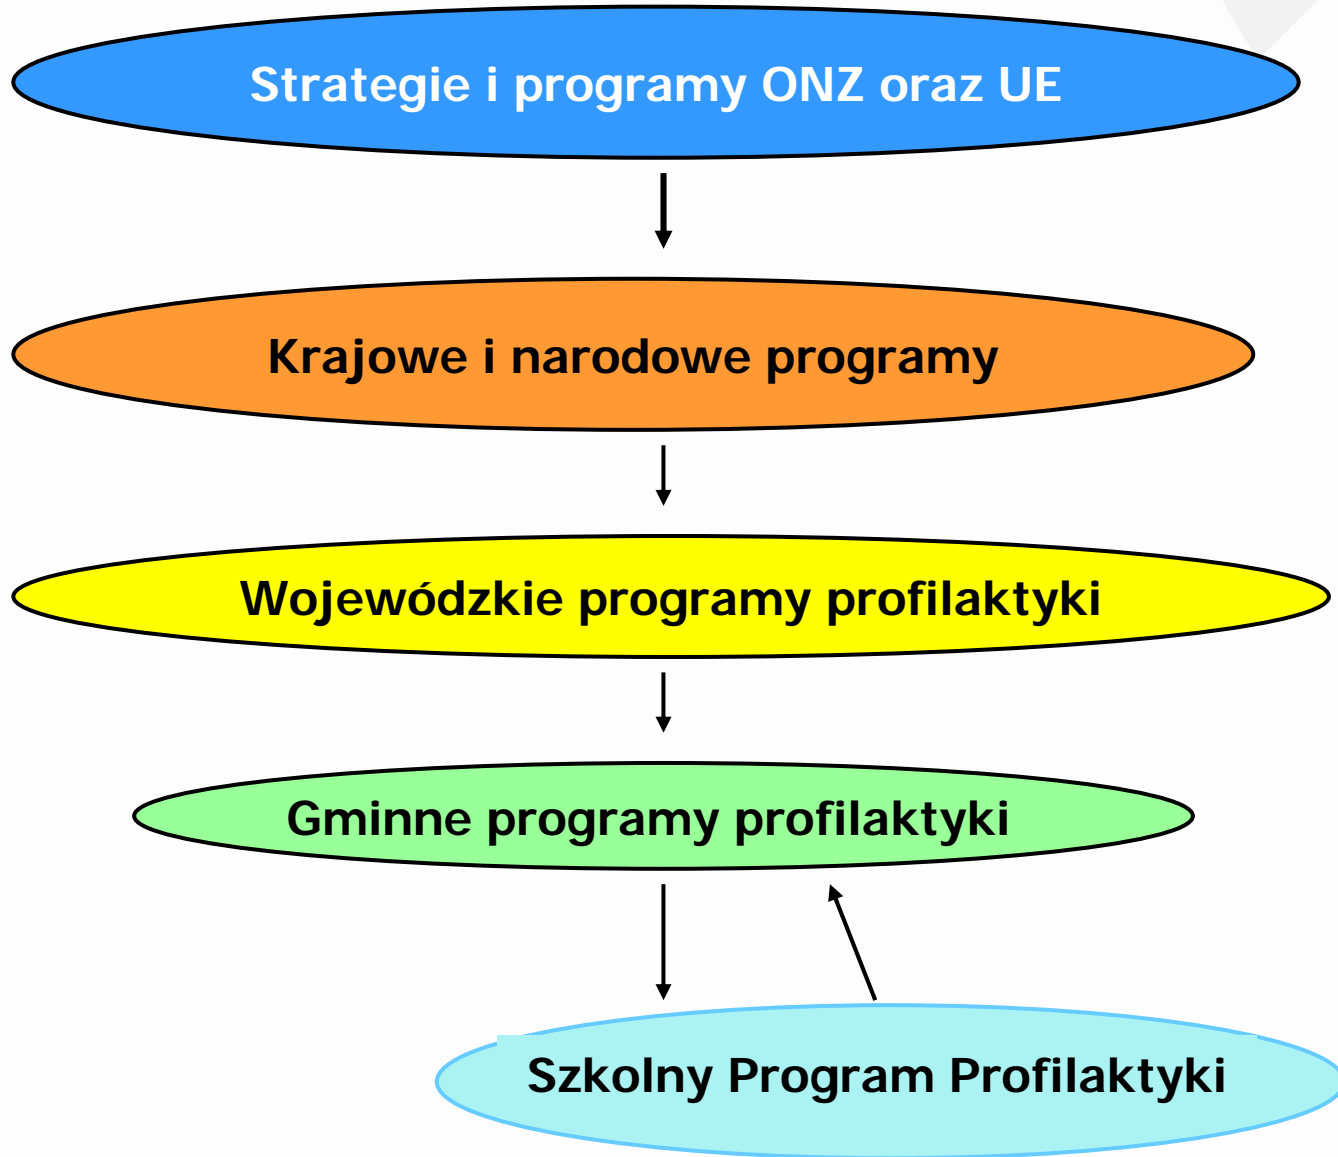 Strategie i programy ONZ oraz UE
Krajowe i narodowe programy
Wojewódzkie programy profilaktyki
Gminne programy profilaktyki
Szkolny Program Profilaktyki